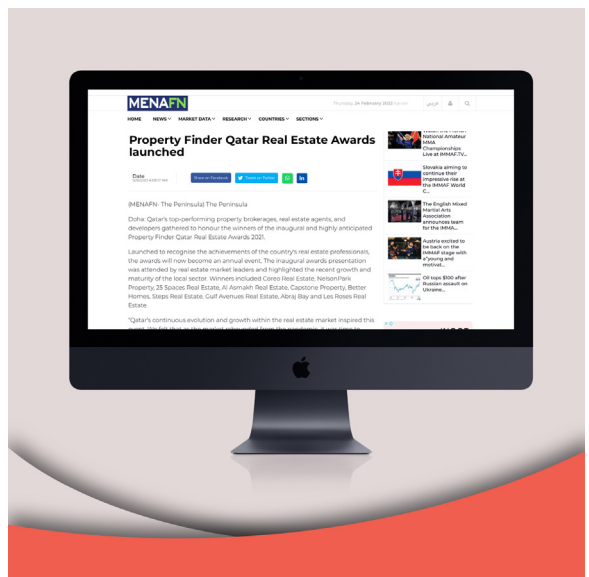 MENAFN
Thursday, 24 February 2022
عربي
HOME NEWS MARKET DATA RESEARCH COUNTRIES SECTIONS
Property Finder Qatar Real Estate Awards
launched
Date
Share on Facebook
Tweet on Twitter
(MENAFN- The Peninsula) The Peninsula
Doha: Qatar's top-performing property brokerages, real estate agents, and
developers gathered to honour the winners of the inaugural and highly anticipated
Property Finder Qatar Real Estate Awards 2021.
Launched to recognise the achievements of the country's real estate professionals,
the awards will now become an annual event. The inaugural awards presentation
was attended by real estate market leaders and highlighted the recent growth and
maturity of the local sector. Winners included Coreo Real Estate, NelsonPark
Property, 25 Spaces Real Estate, Al Asmakh Real Estate, Capstone Property, Better
Homes, Steps Real Estate, Gulf Avenues Real Estate, Abraj Bay and Les Roses Real
Estate.
"Qatar's continuous evolution and growth within the real estate market inspired this
National Amateur
MMA
Championships
Live at IMMAF.TV...
Slovakia aiming to
continue their
impressive rise at
the IMMAF World
C...
The English Mixed
Martial Arts
Association
announces team
for the IMMA...
Austria excited to
be back on the
IMMAF stage with
a"young and
motivat...
Oil tops $100 after
Russian assault on
Ukraine...